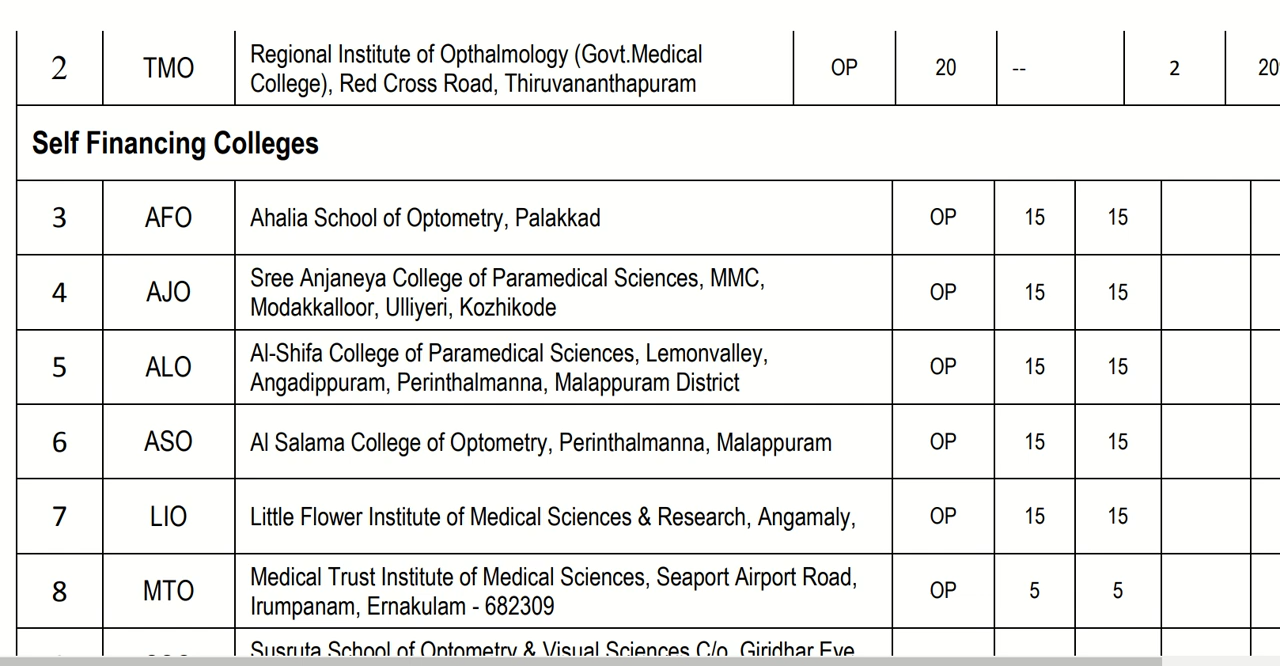 2 TMO Regional Institute of Opthalmology (Govt.Medical College), Red Cross Road, Thiruvananthapuram OP 20 -- 2 20
Self Financing Colleges
3 AFO Ahalia School of Optometry, Palakkad OP 15 15
4 AJO Sree Anjaneya College of Paramedical Sciences, MMC,
Modakkalloor, Ulliyeri, Kozhikode OP 15 15
5 ALO Al-Shifa College of Paramedical Sciences, Lemonvalley,
Angadippuram, Perinthalmanna, Malappuram District OP 15 15
6 ASO Al Salama College of Optometry, Perinthalmanna, Malappuram OP 15 15
7 LIO Little Flower Institute of Medical Sciences & Research, Angamaly, OP 15 15
8 MTO Medical Trust Institute of Medical Sciences, Seaport Airport Road,
Irumpanam, Ernakulam - 682309 OP 5 5
Susruta School of Optometry & Visual Sciences C/o. Giridhar Eye